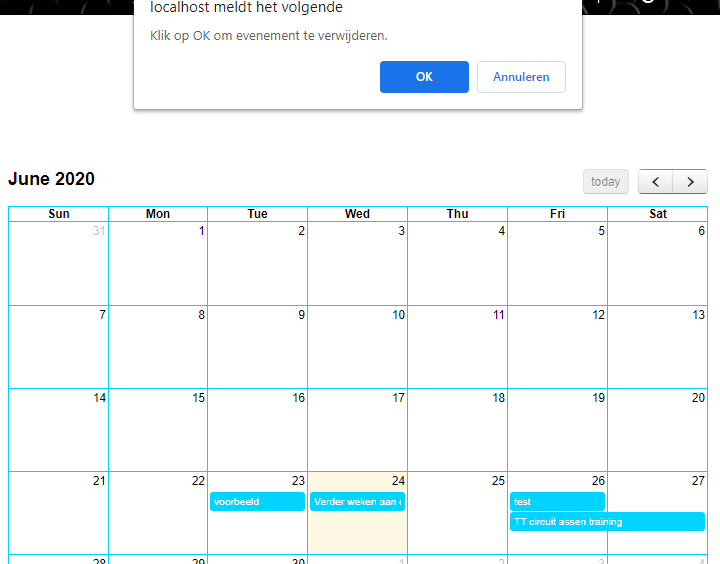 localhost meldt het volgende
Klik op OK om evenement te verwijderen.
OK Annuleren
June 2020 today
Sun Mon Tue Wed Thu Fri Sat
31 1 2 3 4 5 6
7 8 9 10 11 12 13
14 15 16 17 18 19 20
21 22 23 24 25 26 27
voorbeeld Verder weken aan test
TT circuit assen training
28 29 30 1 2 3 4